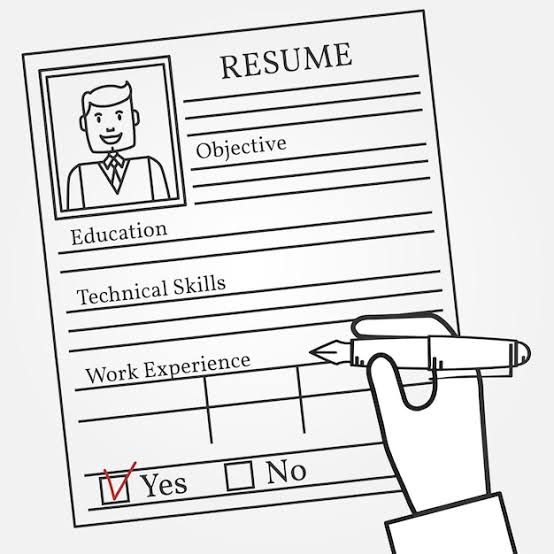 RESUME
Objective
Education
Technical Skills
Work Experience
Yes No